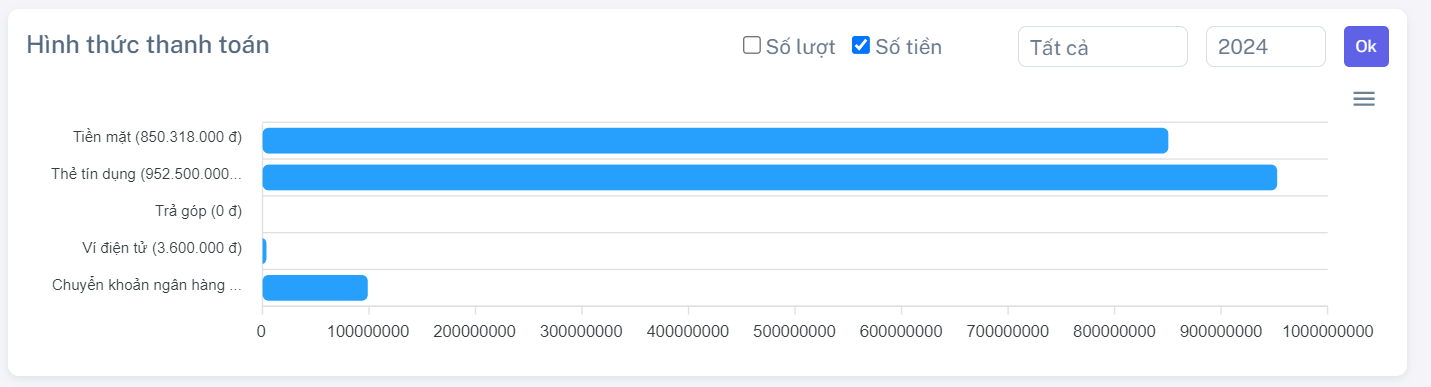 Hình thức thanh toán
Số lượt Số tiền Tất cả 2024 Ok
Tiền mặt (850.318.000 đ)
Thẻ tín dụng (952.500.000...
Trả góp (0 đ)
Ví điện tử (3.600.000 đ)
Chuyển khoản ngân hàng ...
0 100000000 200000000 300000000 400000000 500000000 600000000 700000000 800000000 900000000 1000000000